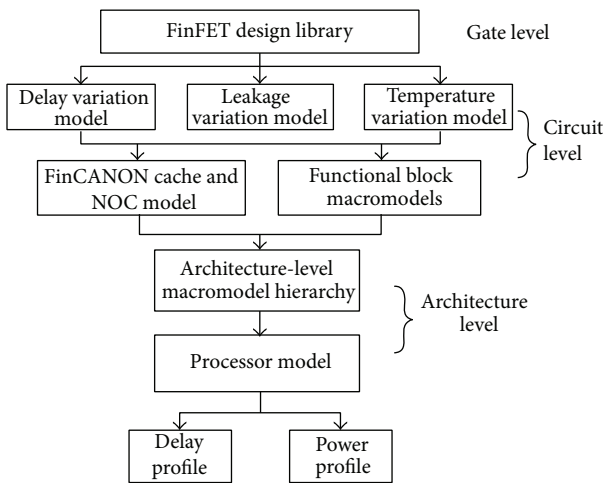 FinFET design library
Gate level
Delay variation
model
Leakage
variation model
Temperature
variation model
Circuit
level
FinCANON cache and
NOC model
Functional block
macromodels
Architecture-level
macromodel hierarchy
Architecture
level
Processor model
Delay
profile
Power
profile